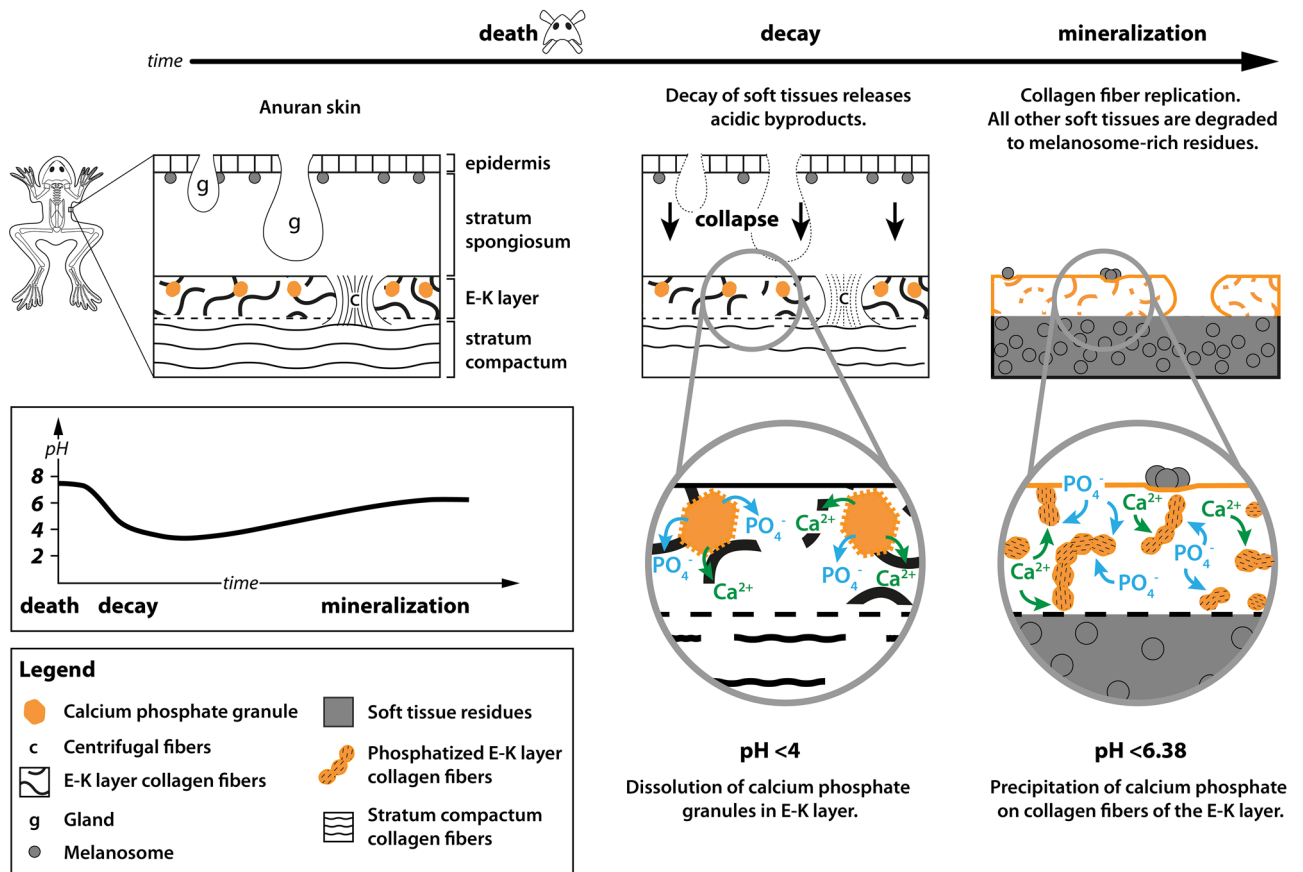 death
decay
mineralization
time
Anuran skin
Decay of soft tissues releases
acidic byproducts.
Collagen fiber replication.
All other soft tissues are degraded
to melanosome-rich residues.
g
g
c
epidermis
stratum
spongiosum
E-K layer
stratum
compactum
collapse
c
pH
8
6
4
2
time
death
decay
mineralization
PO₄⁻
PO₄⁻
Ca²⁺
Ca²⁺
PO₄⁻
Ca²⁺
PO₄⁻
Ca²⁺
Ca²⁺
PO₄⁻
Ca²⁺
PO₄⁻
pH <4
Dissolution of calcium phosphate
granules in E-K layer.
pH <6.38
Precipitation of calcium phosphate
on collagen fibers of the E-K layer.
Legend
Calcium phosphate granule
c Centrifugal fibers
E-K layer collagen fibers
g Gland
Melanosome
Soft tissue residues
Phosphatized E-K layer
collagen fibers
Stratum compactum
collagen fibers